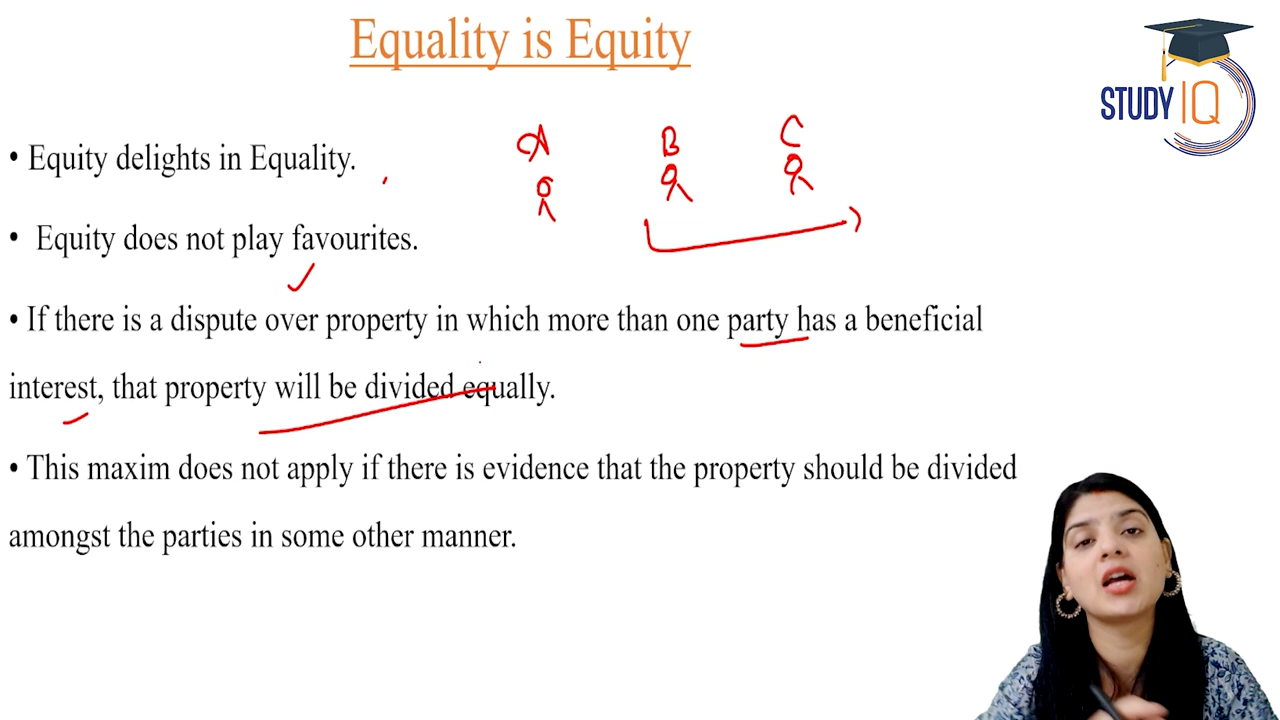 Equality is Equity
STUDY IQ
A B C
• Equity delights in Equality.
• Equity does not play favourites.
• If there is a dispute over property in which more than one party has a beneficial
interest, that property will be divided equally.
• This maxim does not apply if there is evidence that the property should be divided
amongst the parties in some other manner.